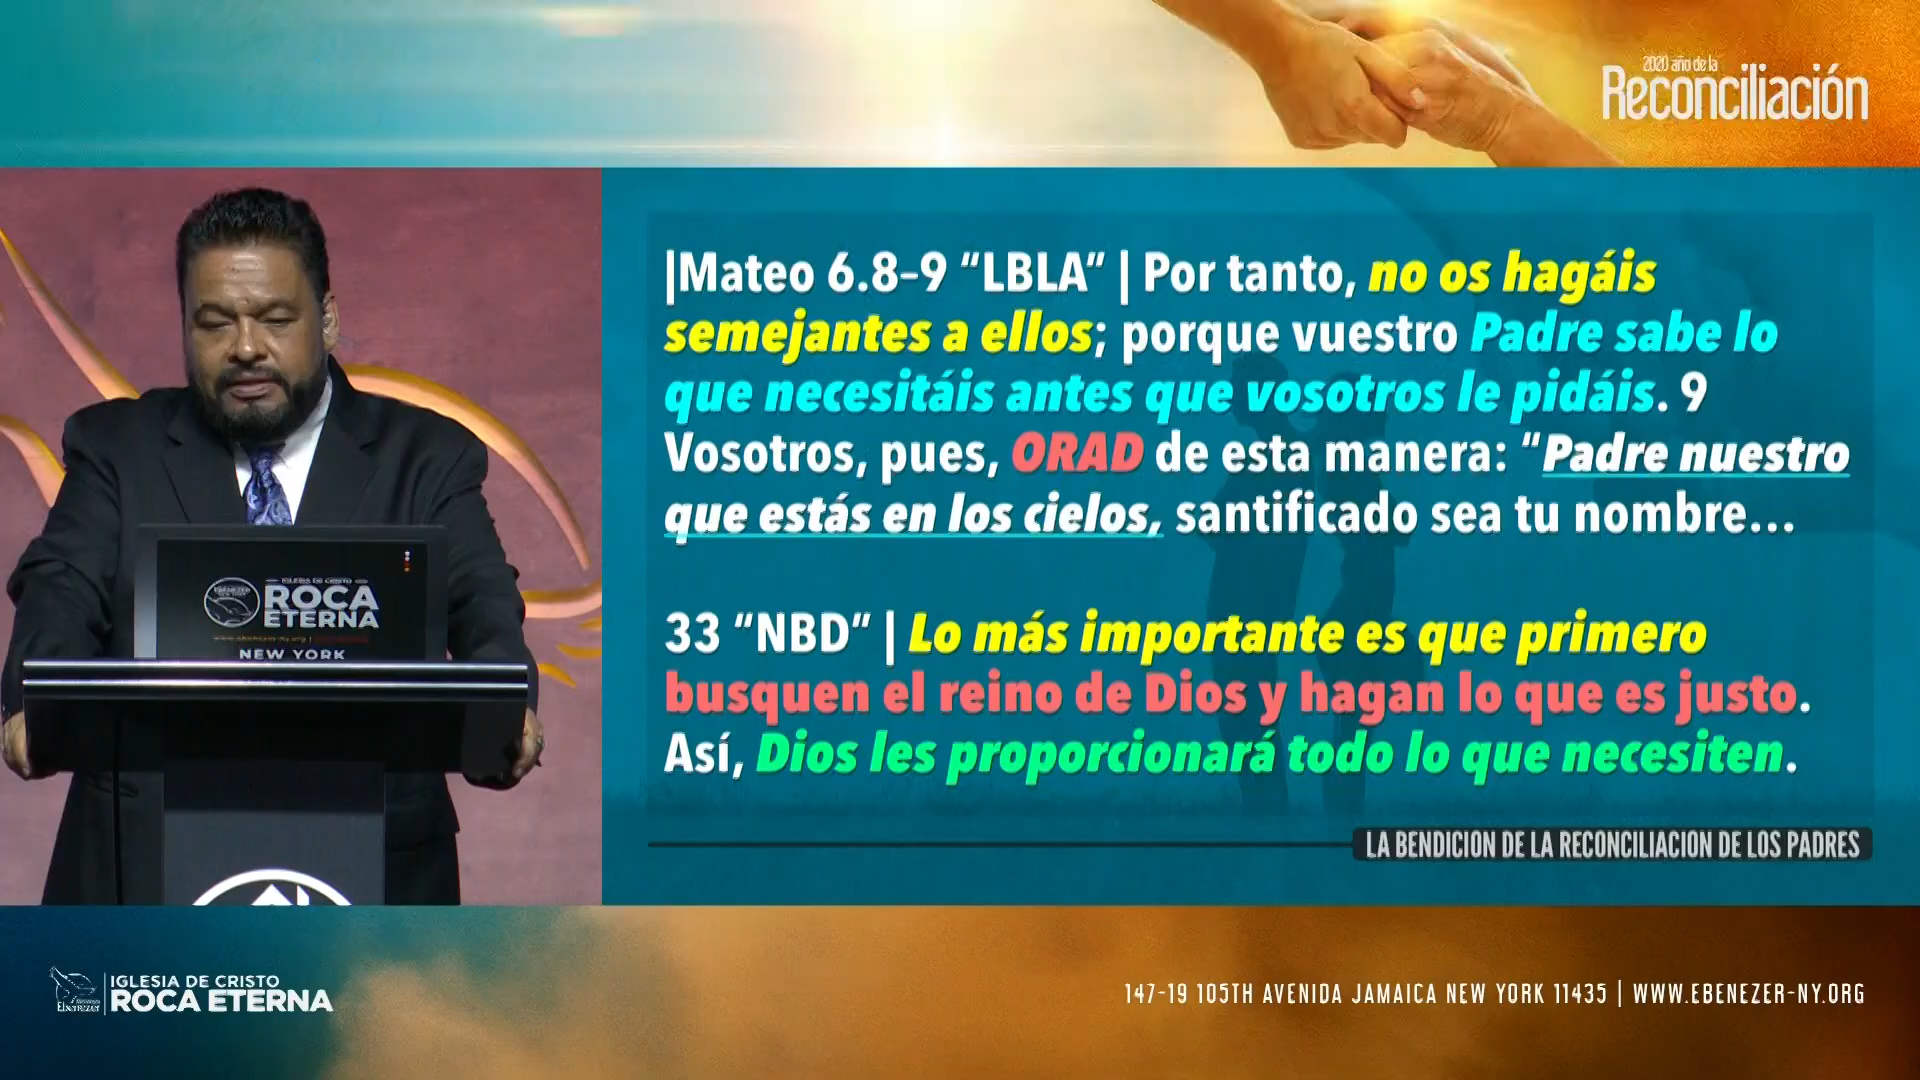 2020 año de la
Reconciliación
|Mateo 6.8-9 “LBLA” | Por tanto, no os hagáis
semejantes a ellos; porque vuestro Padre sabe lo
que necesitáis antes que vosotros le pidáis. 9
Vosotros, pues, ORAD de esta manera: “Padre nuestro
que estás en los cielos, santificado sea tu nombre...
33 “NBD” | Lo más importante es que primero
busquen el reino de Dios y hagan lo que es justo.
Así, Dios les proporcionará todo lo que necesiten.
LA BENDICION DE LA RECONCILIACION DE LOS PADRES
IGLESIA DE CRISTO
ROCA
ETERNA
NEW YORK
Ebenezer
IGLESIA DE CRISTO
ROCA ETERNA
147-19 105TH AVENIDA JAMAICA NEW YORK 11435 | WWW.EBENEZER-NY.ORG